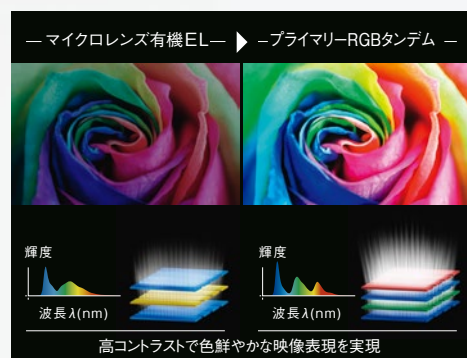 マイクロレンズ有機EL
プライマリーRGBタンデム
輝度
波長λ(nm)
輝度
波長λ(nm)
高コントラストで色鮮やかな映像表現を実現